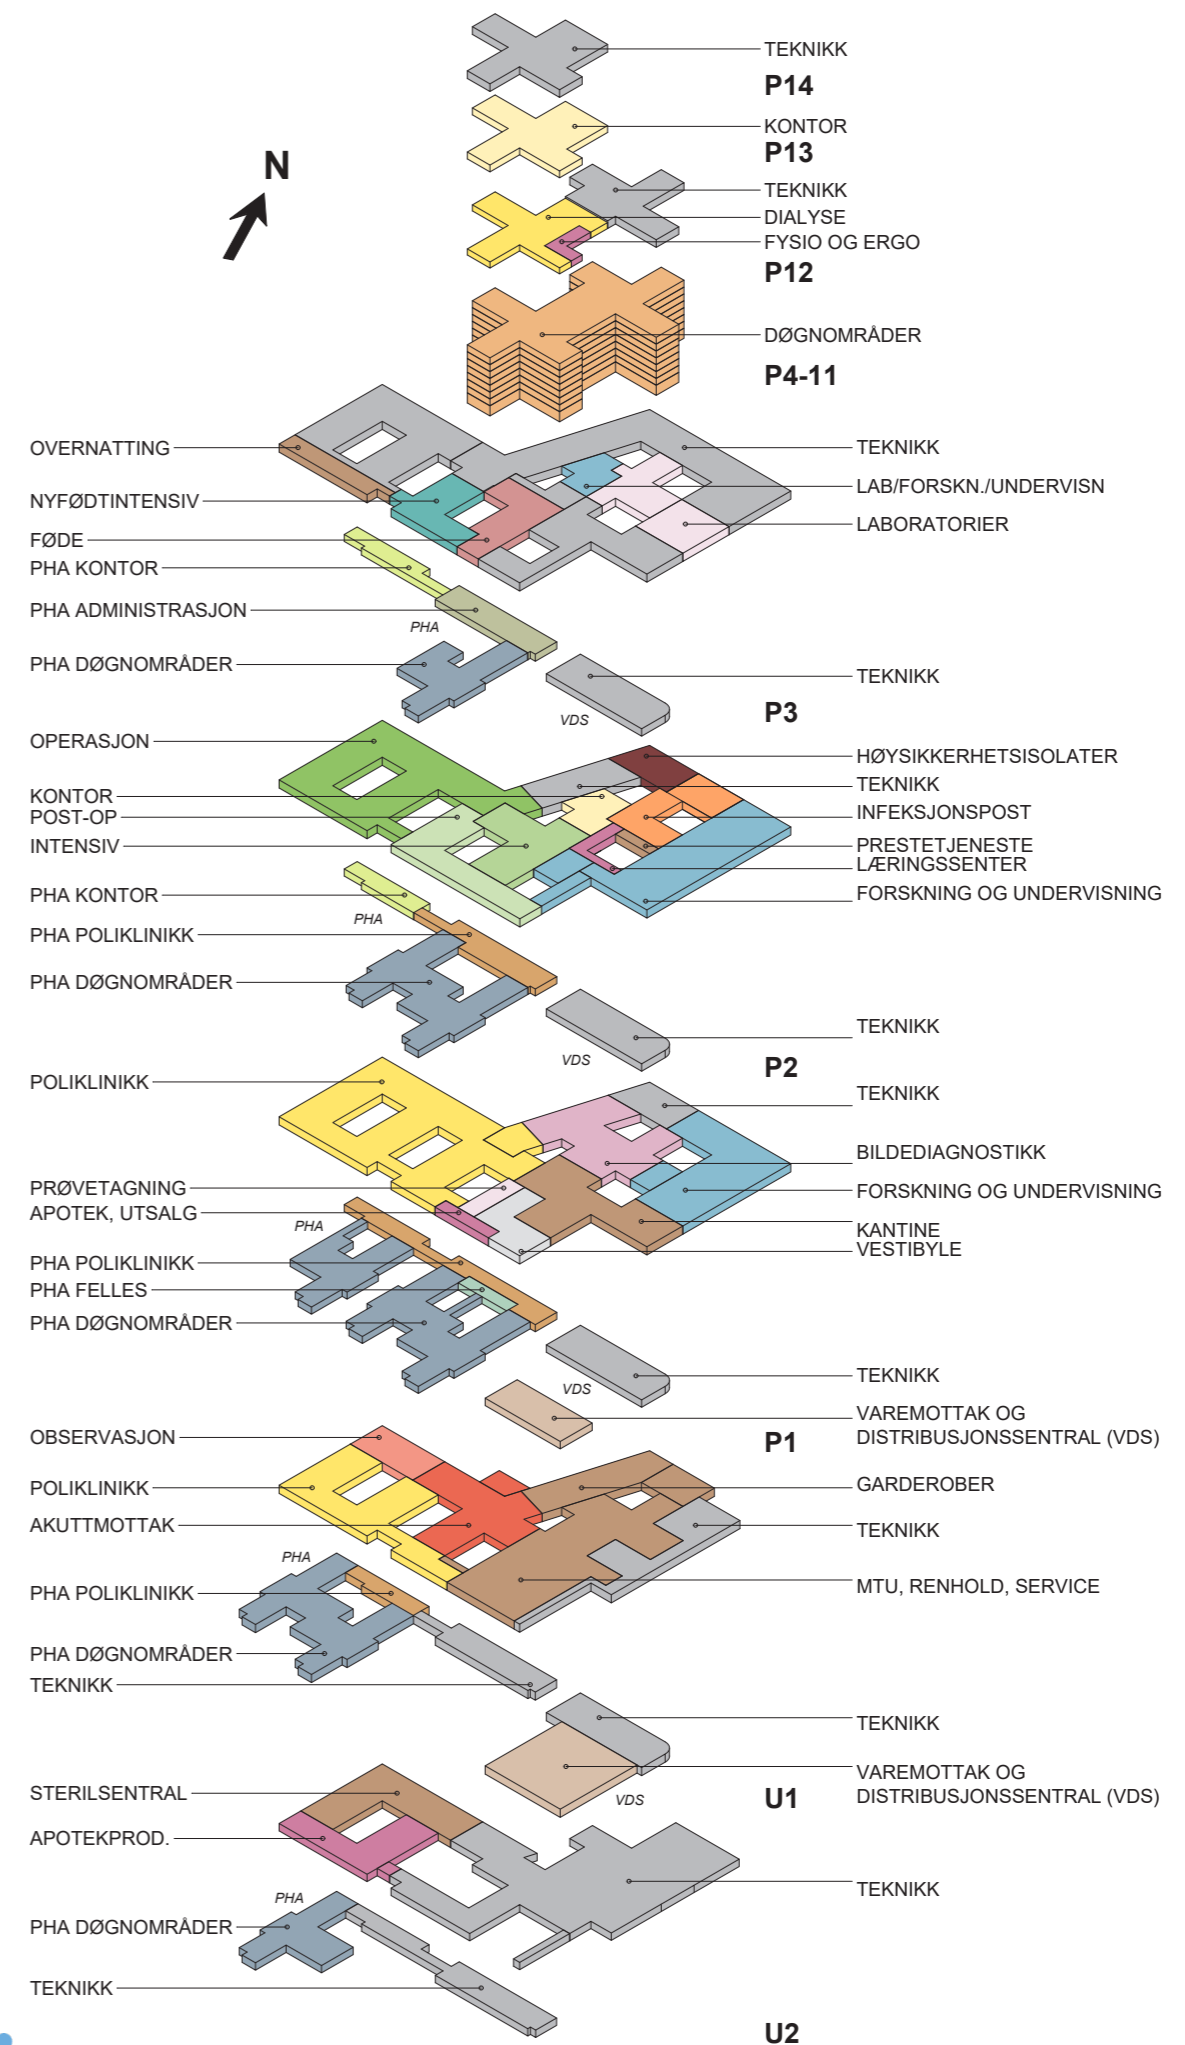 TEKNIKK
P14
KONTOR
P13
N
TEKNIKK
DIALYSE
FYSIO OG ERGO
P12
DØGNOMRÅDER
P4-11
OVERNATTING
TEKNIKK
NYFØDTINTENSIV
LAB/FORSKN./UNDERVISN
LABORATORIER
FØDE
PHA KONTOR
PHA ADMINISTRASJON
PHA
PHA DØGNOMRÅDER
TEKNIKK
VDS
P3
OPERASJON
HØYSIKKERHETSISOLATER
TEKNIKK
KONTOR
POST-OP
INFEKSJONSPOST
INTENSIV
PRESTETJENESTE
LÆRINGSSENTER
PHA KONTOR
FORSKNING OG UNDERVISNING
PHA
PHA POLIKLINIKK
PHA DØGNOMRÅDER
TEKNIKK
VDS
P2
POLIKLINIKK
TEKNIKK
BILDEDIAGNOSTIKK
PRØVETAGNING
FORSKNING OG UNDERVISNING
APOTEK, UTSALG
PHA
KANTINE
VESTIBYLE
PHA POLIKLINIKK
PHA FELLES
PHA DØGNOMRÅDER
TEKNIKK
VDS
VAREMOTTAK OG
DISTRIBUSJONSSENTRAL (VDS)
P1
OBSERVASJON
POLIKLINIKK
GARDEROBER
AKUTTMOTTAK
TEKNIKK
PHA
MTU, RENHOLD, SERVICE
PHA POLIKLINIKK
PHA DØGNOMRÅDER
TEKNIKK
TEKNIKK
VAREMOTTAK OG
DISTRIBUSJONSSENTRAL (VDS)
VDS
U1
STERILSENTRAL
APOTEKPROD.
TEKNIKK
PHA
PHA DØGNOMRÅDER
TEKNIKK
U2